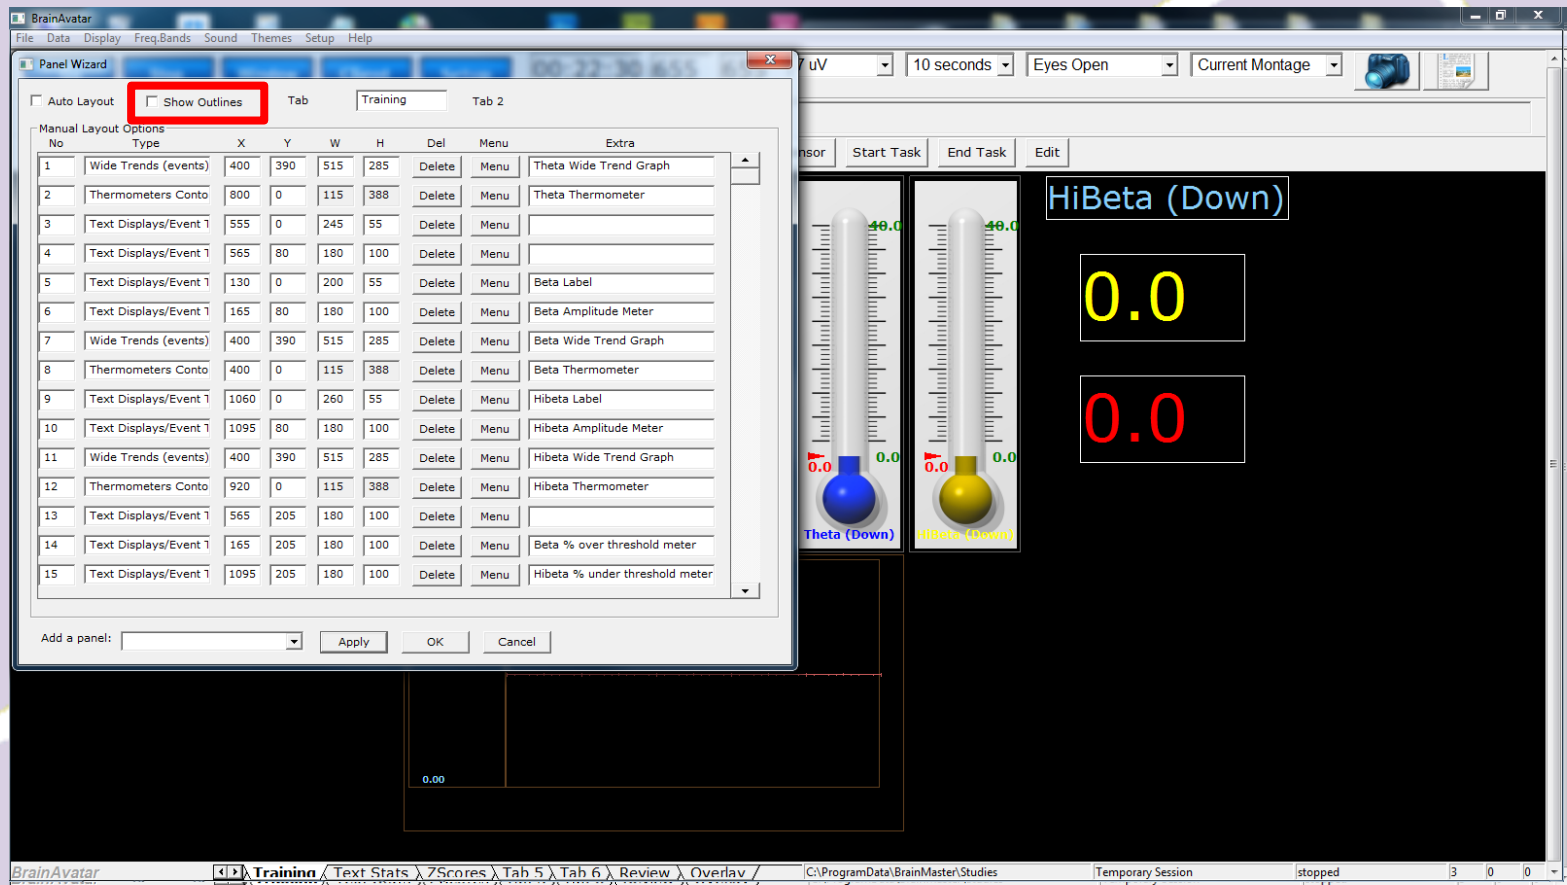 BrainAvatar
File Data Display Freq.Bands Sound Themes Setup Help
Panel Wizard
00:22:30 655
7 uV
10 seconds
Eyes Open
Current Montage
Auto Layout
Show Outlines
Tab
Training
Tab 2
Manual Layout Options
No Type X Y W H Del Menu Extra
1 Wide Trends (events) 400 390 515 285 Delete Menu Theta Wide Trend Graph
2 Thermometers Conto 800 0 115 388 Delete Menu Theta Thermometer
3 Text Displays/Event T 555 0 245 55 Delete Menu
4 Text Displays/Event T 565 80 180 100 Delete Menu
5 Text Displays/Event T 130 0 200 55 Delete Menu Beta Label
6 Text Displays/Event T 165 80 180 100 Delete Menu Beta Amplitude Meter
7 Wide Trends (events) 400 390 515 285 Delete Menu Beta Wide Trend Graph
8 Thermometers Conto 400 0 115 388 Delete Menu Beta Thermometer
9 Text Displays/Event T 1060 0 260 55 Delete Menu Hibeta Label
10 Text Displays/Event T 1095 80 180 100 Delete Menu Hibeta Amplitude Meter
11 Wide Trends (events) 400 390 515 285 Delete Menu Hibeta Wide Trend Graph
12 Thermometers Conto 920 0 115 388 Delete Menu Hibeta Thermometer
13 Text Displays/Event T 565 205 180 100 Delete Menu
14 Text Displays/Event T 165 205 180 100 Delete Menu Beta % over threshold meter
15 Text Displays/Event T 1095 205 180 100 Delete Menu Hibeta % under threshold meter
Add a panel:
Apply
OK
Cancel
nsor
Start Task
End Task
Edit
40.0
0.0
0.0
Theta (Down)
40.0
0.0
0.0
HiBeta (Down)
HiBeta (Down)
0.0
0.0
0.00
BrainAvatar
Training / Text Stats \ ZScores \ Tab 5 \ Tab 6 \ Review \ Overlay /
C:\ProgramData\BrainMaster\Studies
Temporary Session
stopped
3
0
0